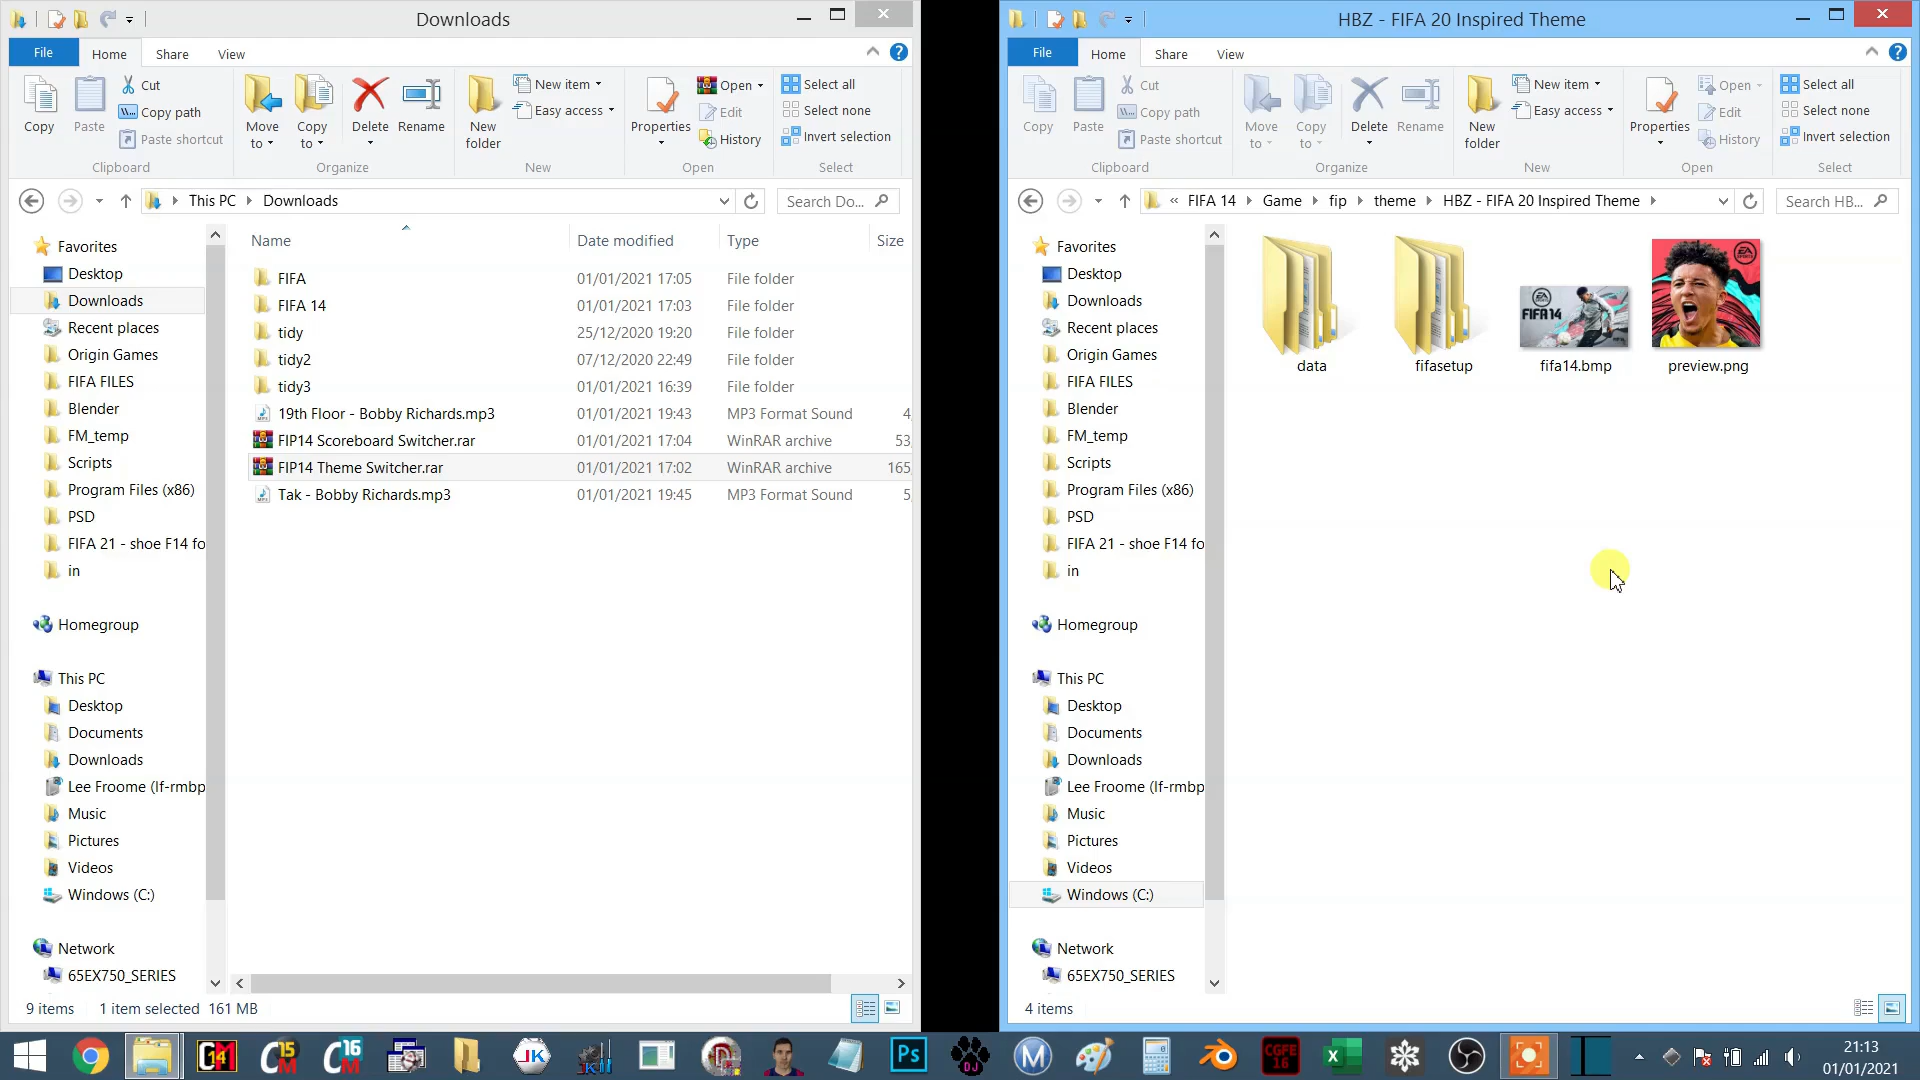 Downloads
File
Home
Share
View
Copy
Paste
Cut
Copy path
Paste shortcut
Clipboard
Move to
Copy to
Delete
Rename
Organize
New folder
New item
Easy access
New
Properties
Open
Edit
History
Open
Select all
Select none
Invert selection
Select
This PC
Downloads
Search Do...
Favorites
Desktop
Downloads
Recent places
Origin Games
FIFA FILES
Blender
FM_temp
Scripts
Program Files (x86)
PSD
FIFA 21 - shoe F14 fo
in
Homegroup
This PC
Desktop
Documents
Downloads
Lee Froome (lf-rmbp
Music
Pictures
Videos
Windows (C:)
Network
65EX750_SERIES
Name Date modified Type Size
FIFA 01/01/2021 17:05 File folder
FIFA 14 01/01/2021 17:03 File folder
tidy 25/12/2020 19:20 File folder
tidy2 07/12/2020 22:49 File folder
tidy3 01/01/2021 16:39 File folder
19th Floor - Bobby Richards.mp3 01/01/2021 19:43 MP3 Format Sound 4,
FIP14 Scoreboard Switcher.rar 01/01/2021 17:04 WinRAR archive 53,
FIP14 Theme Switcher.rar 01/01/2021 17:02 WinRAR archive 165,
Tak - Bobby Richards.mp3 01/01/2021 19:45 MP3 Format Sound 5,
9 items 1 item selected 161 MB
HBZ - FIFA 20 Inspired Theme
File
Home
Share
View
Copy
Paste
Cut
Copy path
Paste shortcut
Clipboard
Move to
Copy to
Delete
Rename
Organize
New folder
New item
Easy access
New
Properties
Open
Edit
History
Open
Select all
Select none
Invert selection
Select
« FIFA 14
Game
fip
theme
HBZ - FIFA 20 Inspired Theme
Search HB...
Favorites
Desktop
Downloads
Recent places
Origin Games
FIFA FILES
Blender
FM_temp
Scripts
Program Files (x86)
PSD
FIFA 21 - shoe F14 fo
in
Homegroup
This PC
Desktop
Documents
Downloads
Lee Froome (lf-rmbp
Music
Pictures
Videos
Windows (C:)
Network
65EX750_SERIES
FIFA14
data
fifasetup
fifa14.bmp
preview.png
4 items
14
15
16
JK
Ps
DJ
M
CGFE
16
21:13
01/01/2021